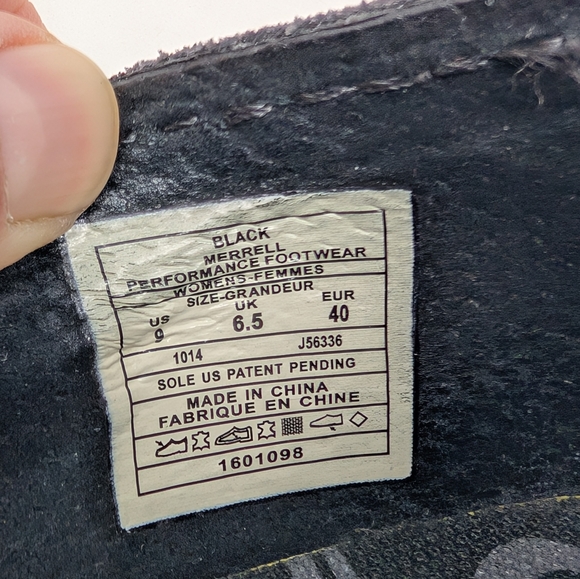 BLACK
MERRELL
PERFORMANCE FOOTWEAR
WOMENS-FEMMES
SIZE-GRANDEUR
US UK EUR
9 6.5 40
1014 J56336
SOLE US PATENT PENDING
MADE IN CHINA
FABRIQUE EN CHINE
1601098